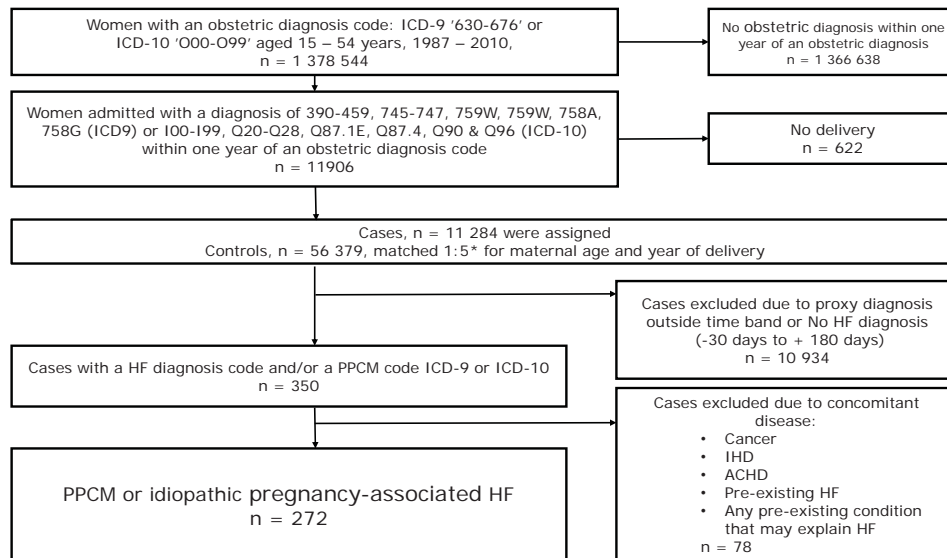 Women with an obstetric diagnosis code: ICD-9 '630-676' or
ICD-10 'O00-O99' aged 15 – 54 years, 1987 – 2010,
n = 1 378 544
No obstetric diagnosis within one
year of an obstetric diagnosis
n = 1 366 638
Women admitted with a diagnosis of 390-459, 745-747, 759W, 759W, 758A,
758G (ICD9) or I00-I99, Q20-Q28, Q87.1E, Q87.4, Q90 & Q96 (ICD-10)
within one year of an obstetric diagnosis code
n = 11906
No delivery
n = 622
Cases, n = 11 284 were assigned
Controls, n = 56 379, matched 1:5* for maternal age and year of delivery
Cases excluded due to proxy diagnosis
outside time band or No HF diagnosis
(-30 days to + 180 days)
n = 10 934
Cases with a HF diagnosis code and/or a PPCM code ICD-9 or ICD-10
n = 350
Cases excluded due to concomitant
disease:
• Cancer
• IHD
• ACHD
• Pre-existing HF
• Any pre-existing condition
that may explain HF
n = 78
PPCM or idiopathic pregnancy-associated HF
n = 272